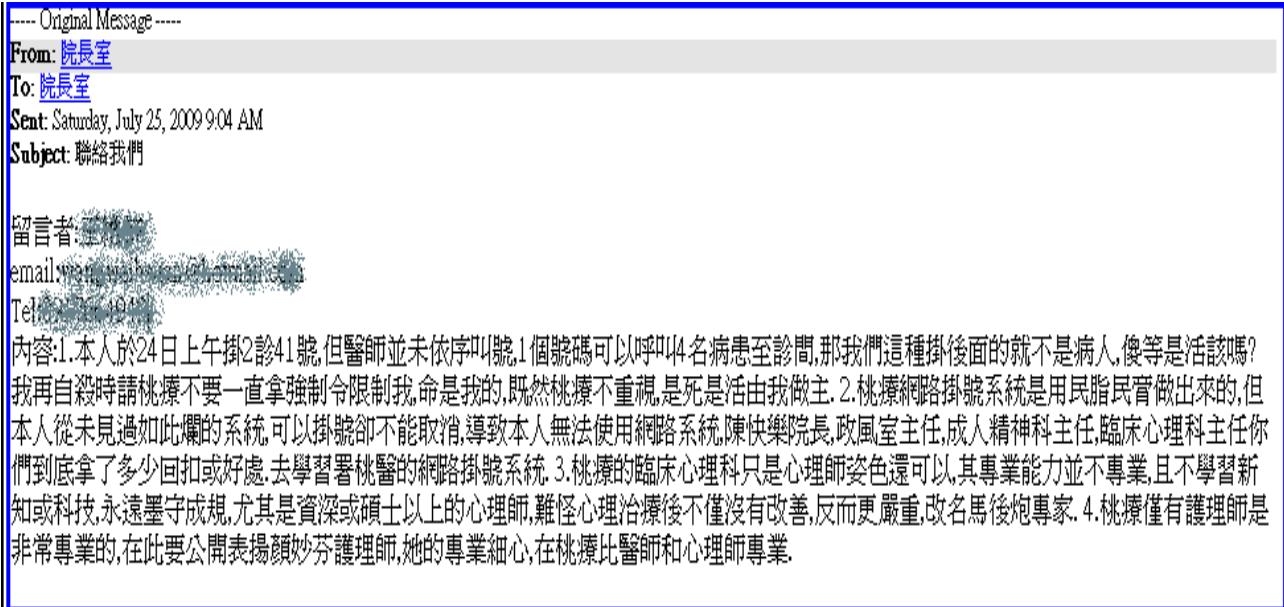 ----- Original Message -----
From: 院長室
To: 院長室
Sent: Saturday, July 25, 2009 9:04 AM
Subject: 聯絡我們
留言者:
email:
Tel:
內容:1.本人於24日上午掛2診41號,但醫師並未依序叫號,1個號碼可以呼叫4名病患至診間,那我們這種掛後面的就不是病人,傻等是活該嗎?
我再自殺時請桃療不要一直拿強制令限制我,命是我的,既然桃療不重視,是死是活由我做主. 2.桃療網路掛號系統是用民脂民膏做出來的,但
本人從未見過如此爛的系統,可以掛號卻不能取消,導致本人無法使用網路系統,陳快樂院長,政風室主任,成人精神科主任,臨床心理科主任你
們到底拿了多少回扣或好處.去學習署桃醫的網路掛號系統. 3.桃療的臨床心理科只是心理師姿色還可以,其專業能力並不專業,且不學習新
知或科技,永遠墨守成規,尤其是資深或碩士以上的心理師,難怪心理治療後不僅沒有改善,反而更嚴重,改名馬後炮專家. 4.桃療僅有護理師是
非常專業的,在此要公開表揚顏妙芬護理師,她的專業細心,在桃療比醫師和心理師專業.